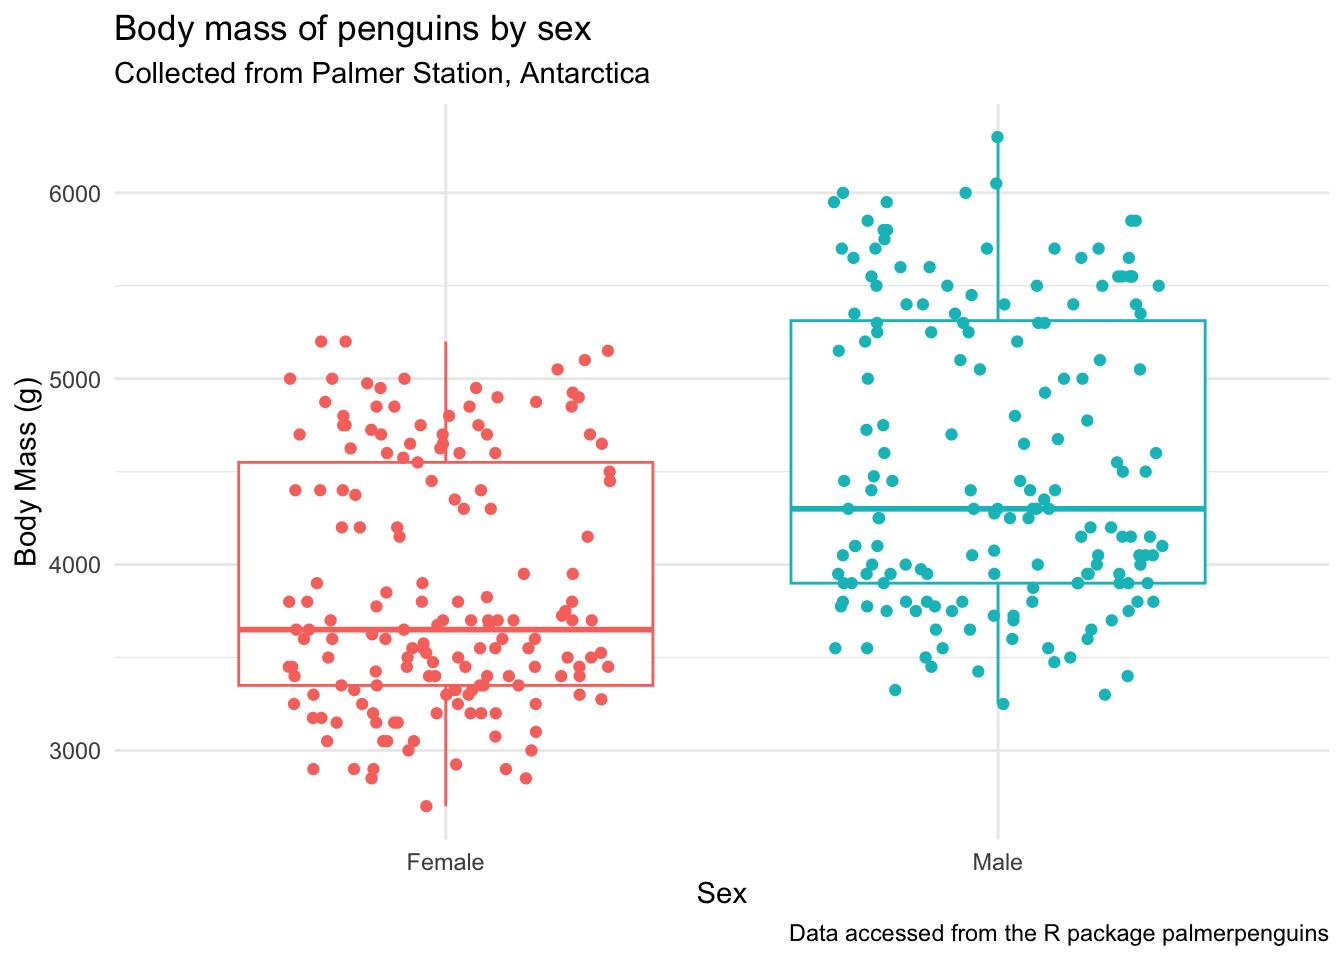 Body mass of penguins by sex
Collected from Palmer Station, Antarctica
Body Mass (g)
6000
5000
4000
3000
Female
Male
Sex
Data accessed from the R package palmerpenguins